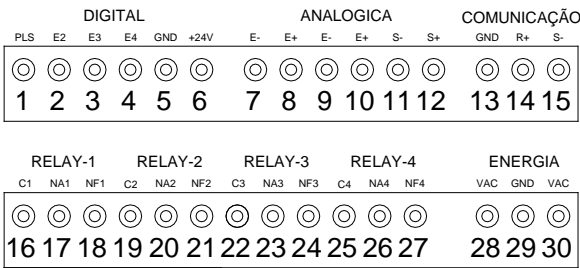 DIGITAL ANALOGICA COMUNICAÇÃO
PLS E2 E3 E4 GND +24V E- E+ E- E+ S- S+ GND R+ S-
1 2 3 4 5 6 7 8 9 10 11 12 13 14 15
RELAY-1 RELAY-2 RELAY-3 RELAY-4 ENERGIA
C1 NA1 NF1 C2 NA2 NF2 C3 NA3 NF3 C4 NA4 NF4 VAC GND VAC
16 17 18 19 20 21 22 23 24 25 26 27 28 29 30